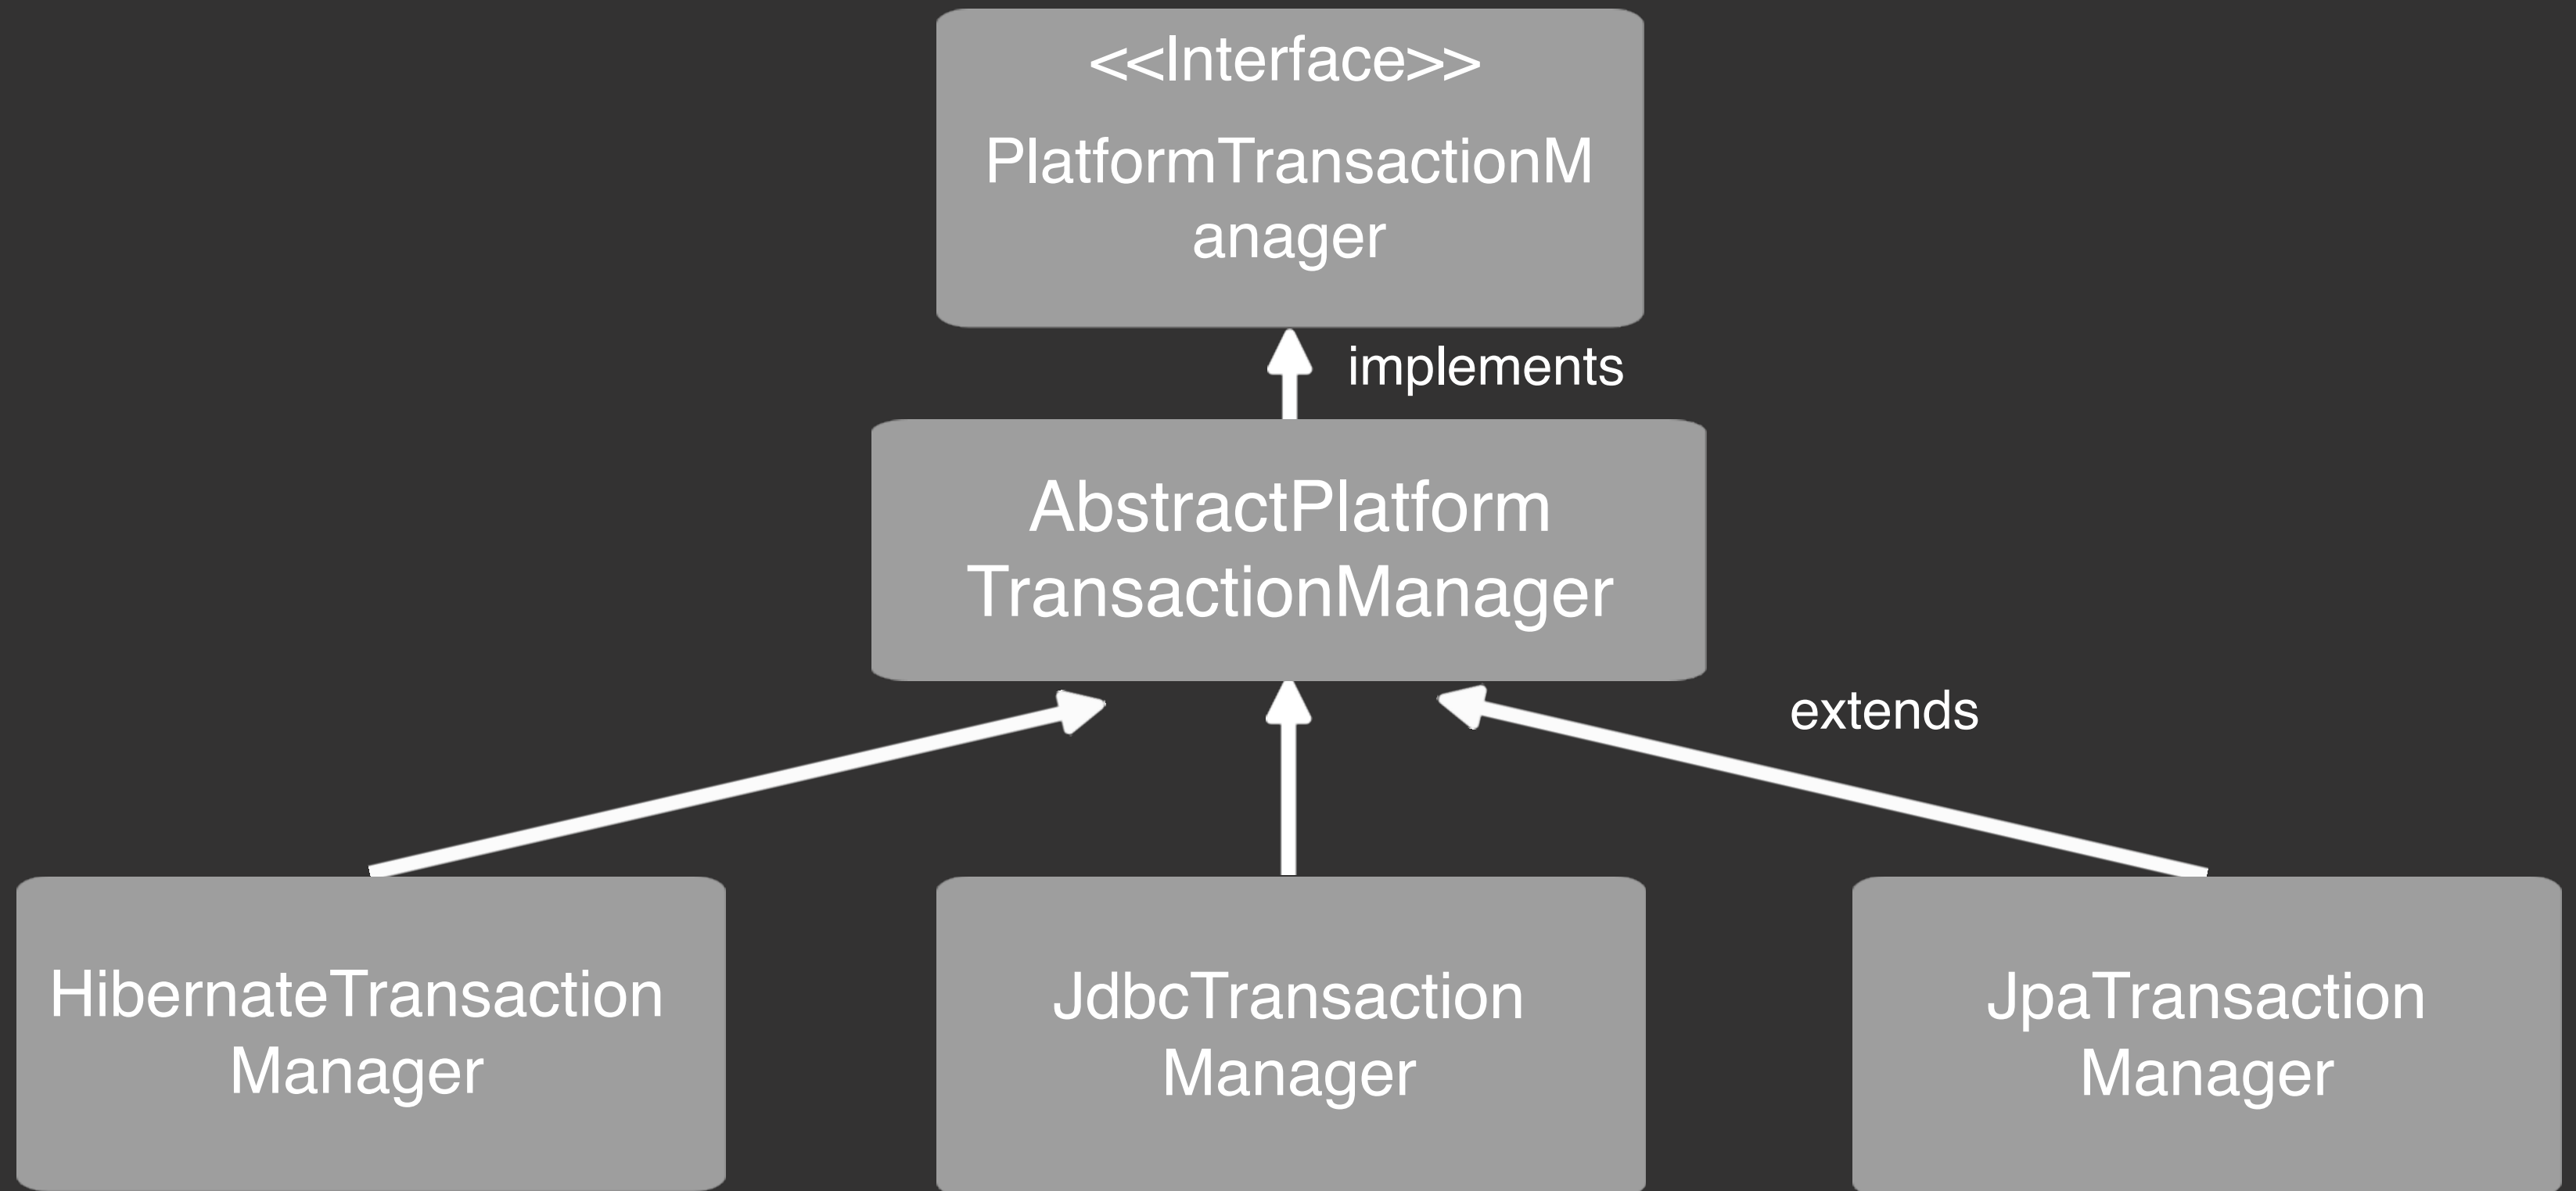 <<Interface>>
PlatformTransactionM
anager
implements
AbstractPlatform
TransactionManager
extends
HibernateTransaction
Manager
JdbcTransaction
Manager
JpaTransaction
Manager